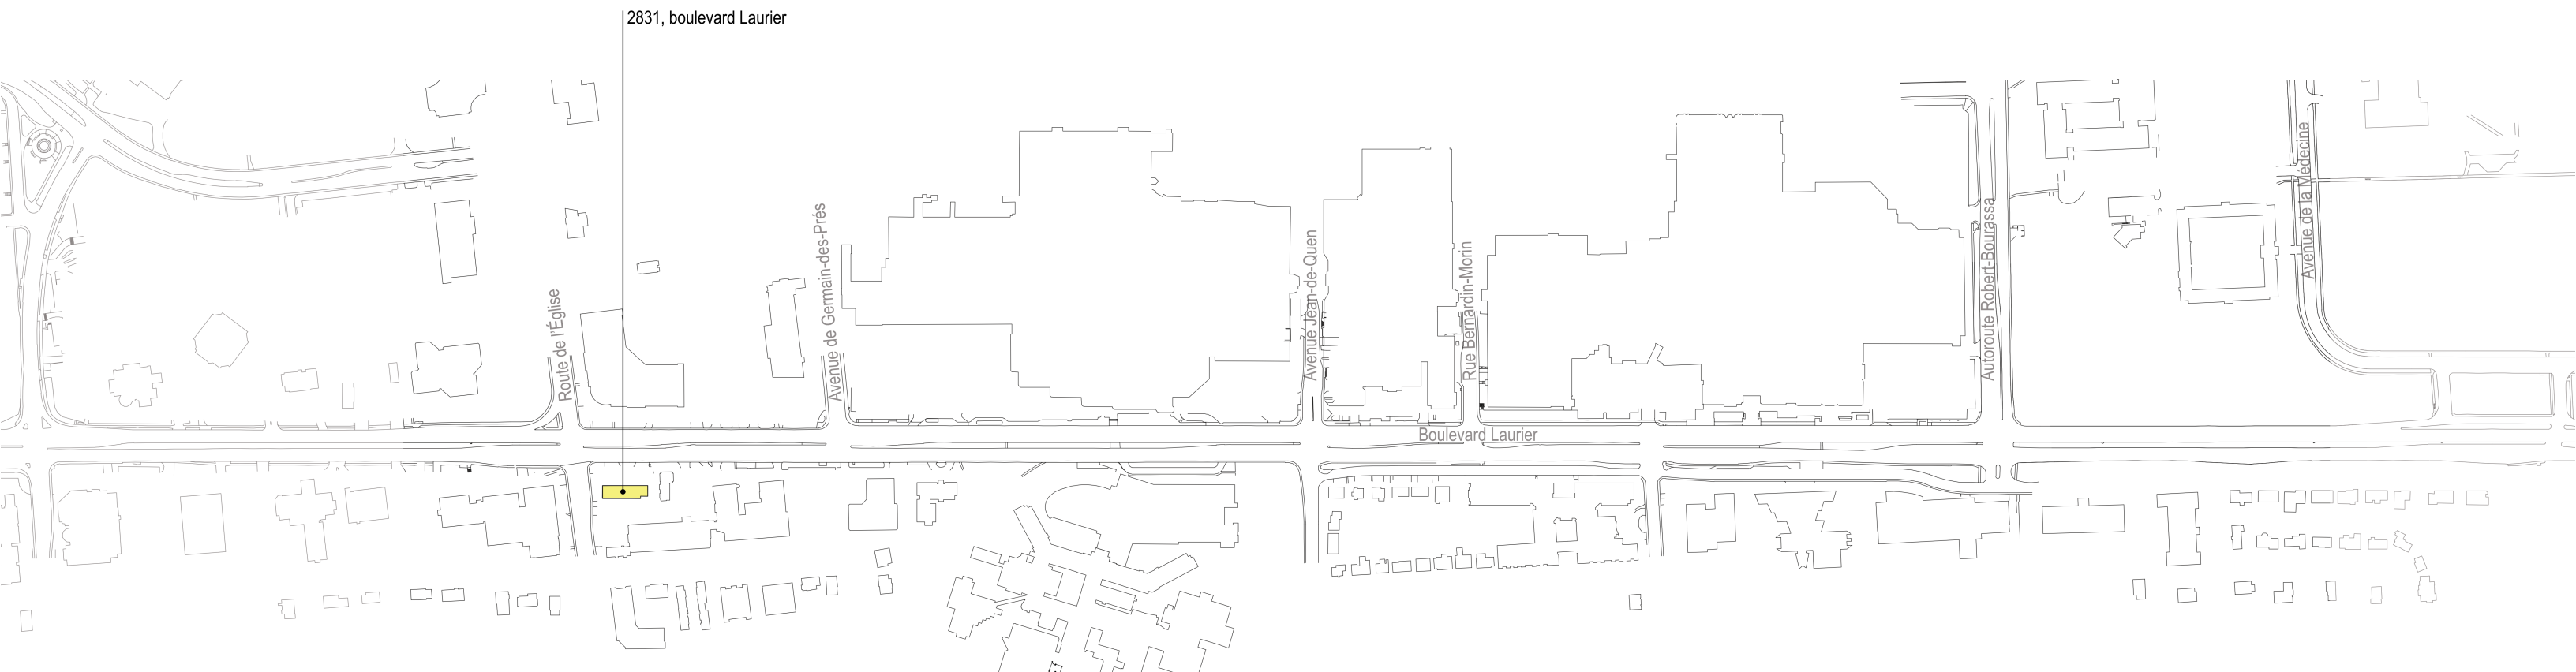 2831, boulevard Laurier
Route de l'Église
Avenue de Germain-des-Prés
Avenue Jean-de-Quen
Rue Bernardin-Morin
Autoroute Robert-Bourassa
Avenue de la Médecine
Boulevard Laurier